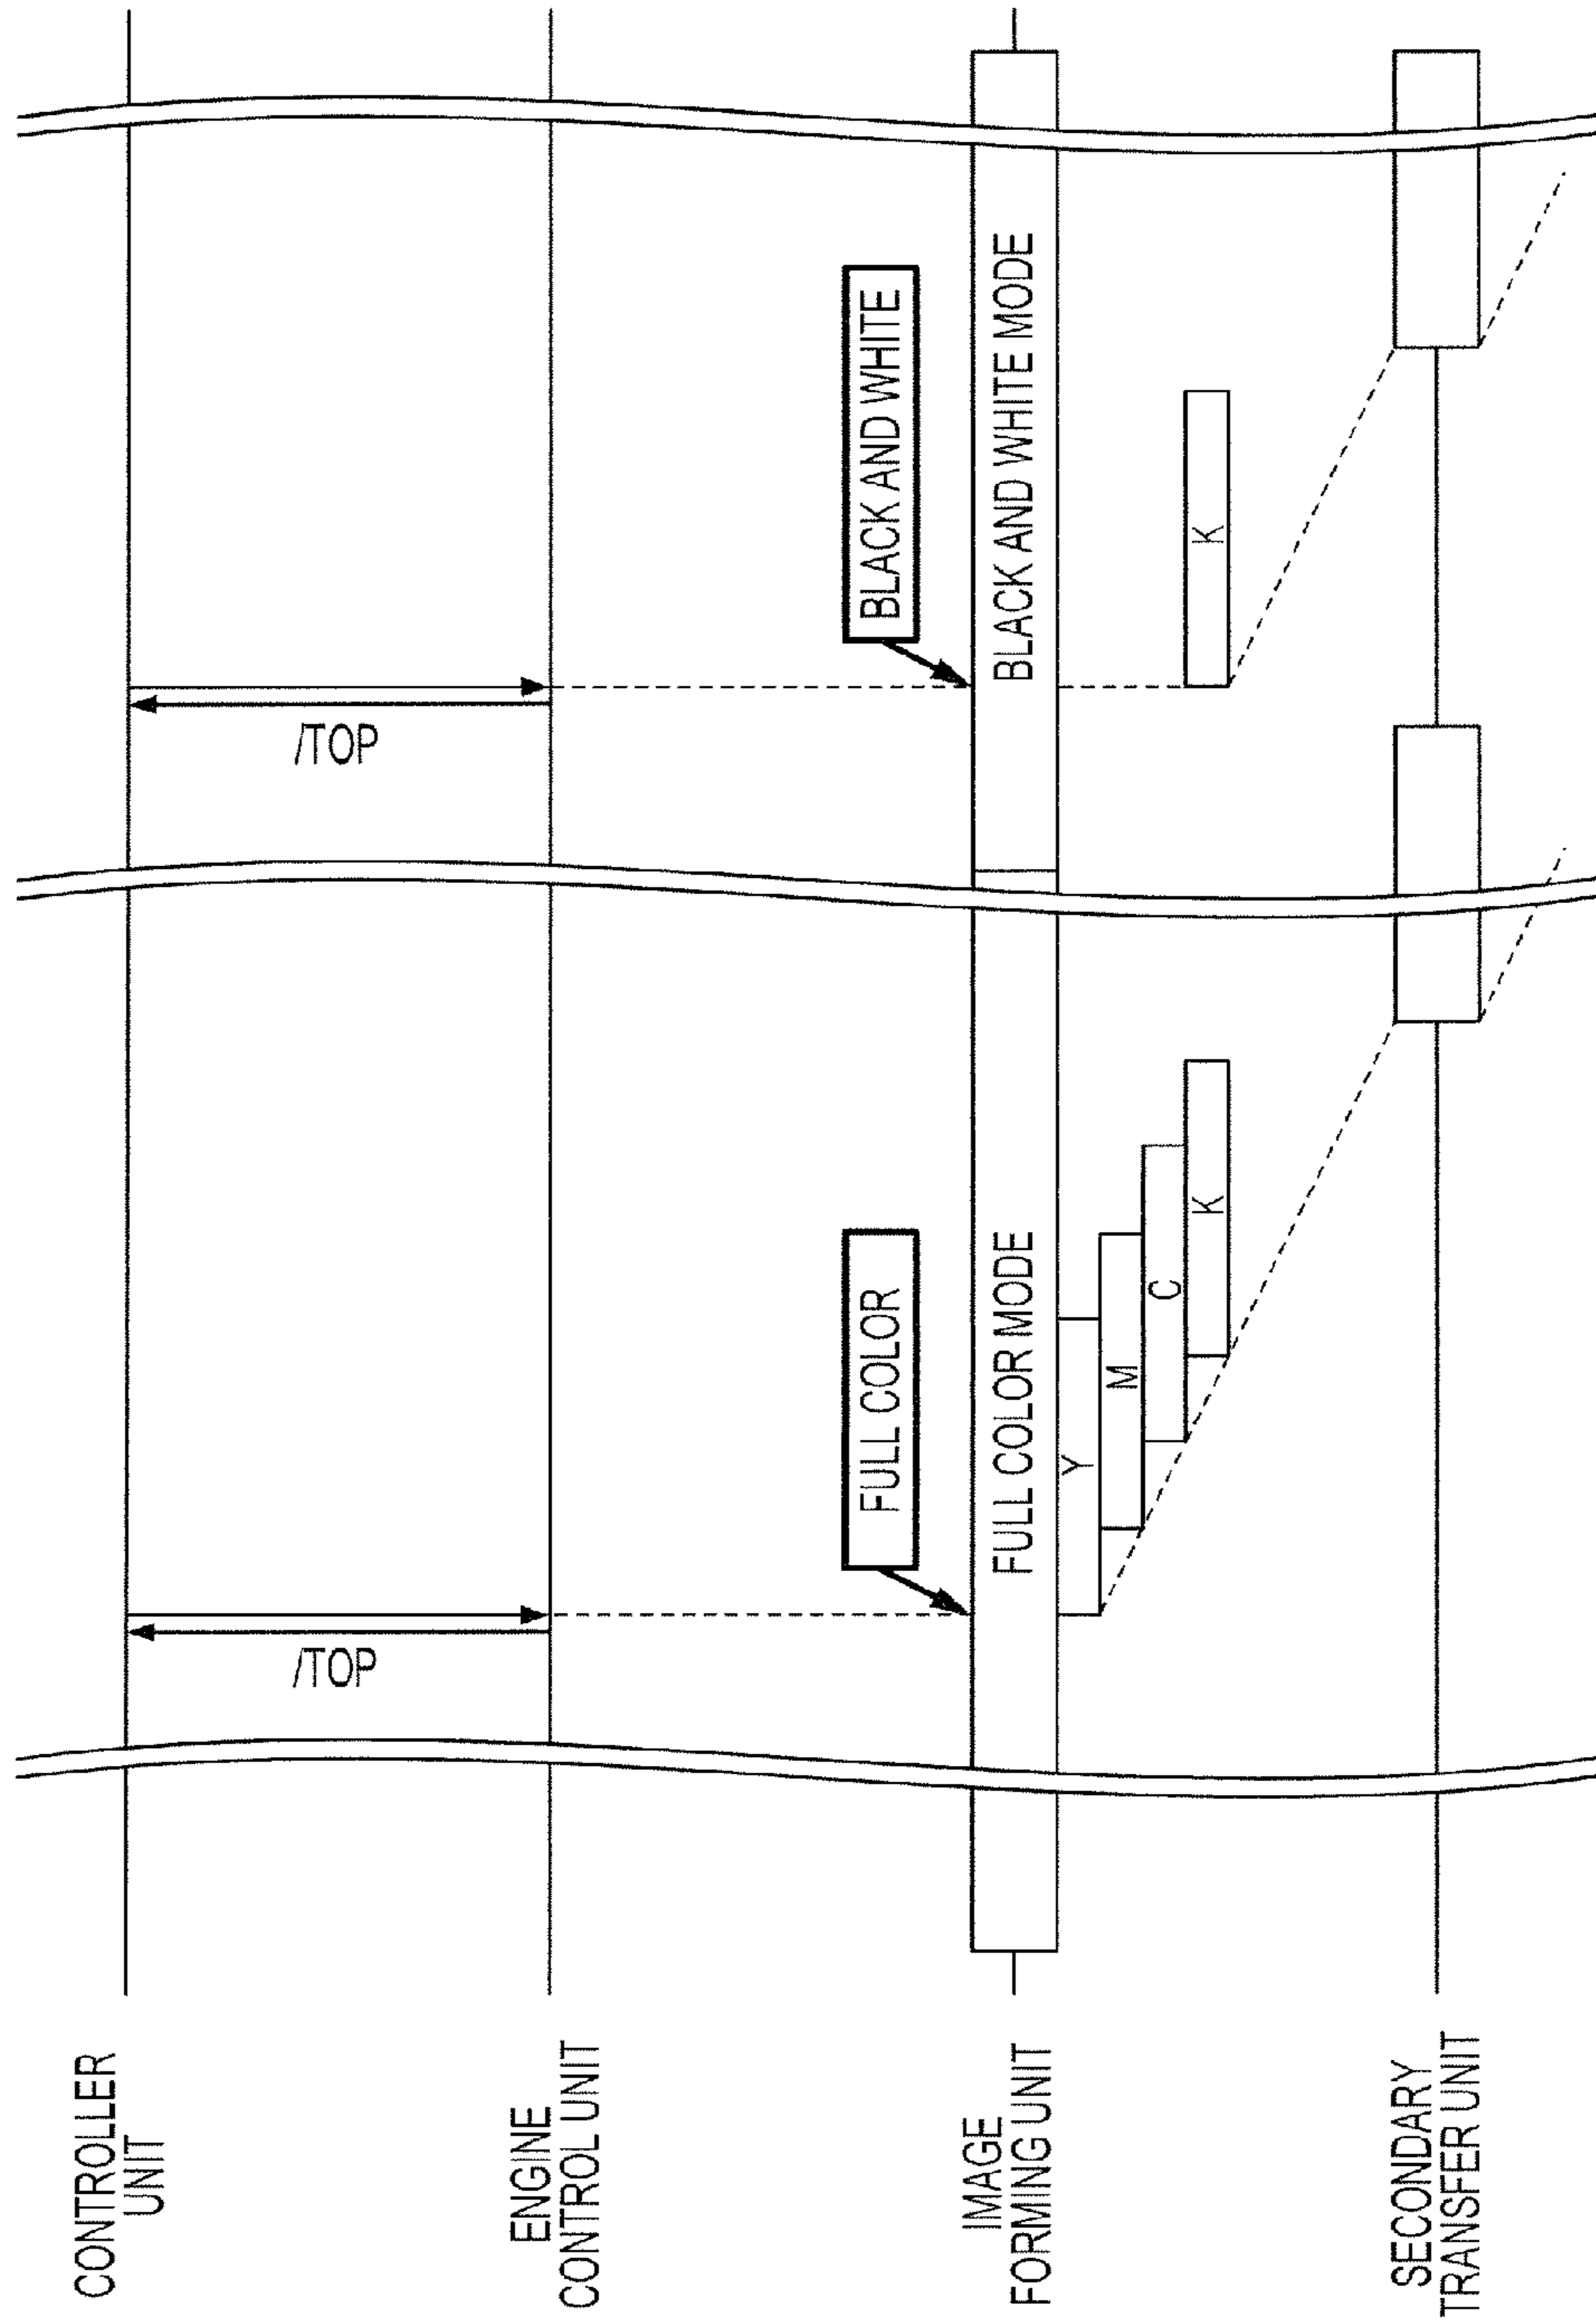 CONTROLLER
UNIT
/TOP
/TOP
ENGINE
CONTROL UNIT
FULL COLOR
BLACK AND WHITE
IMAGE
FORMING UNIT
FULL COLOR MODE
BLACK AND WHITE MODE
Y
M
C
K
K
SECONDARY
TRANSFER UNIT